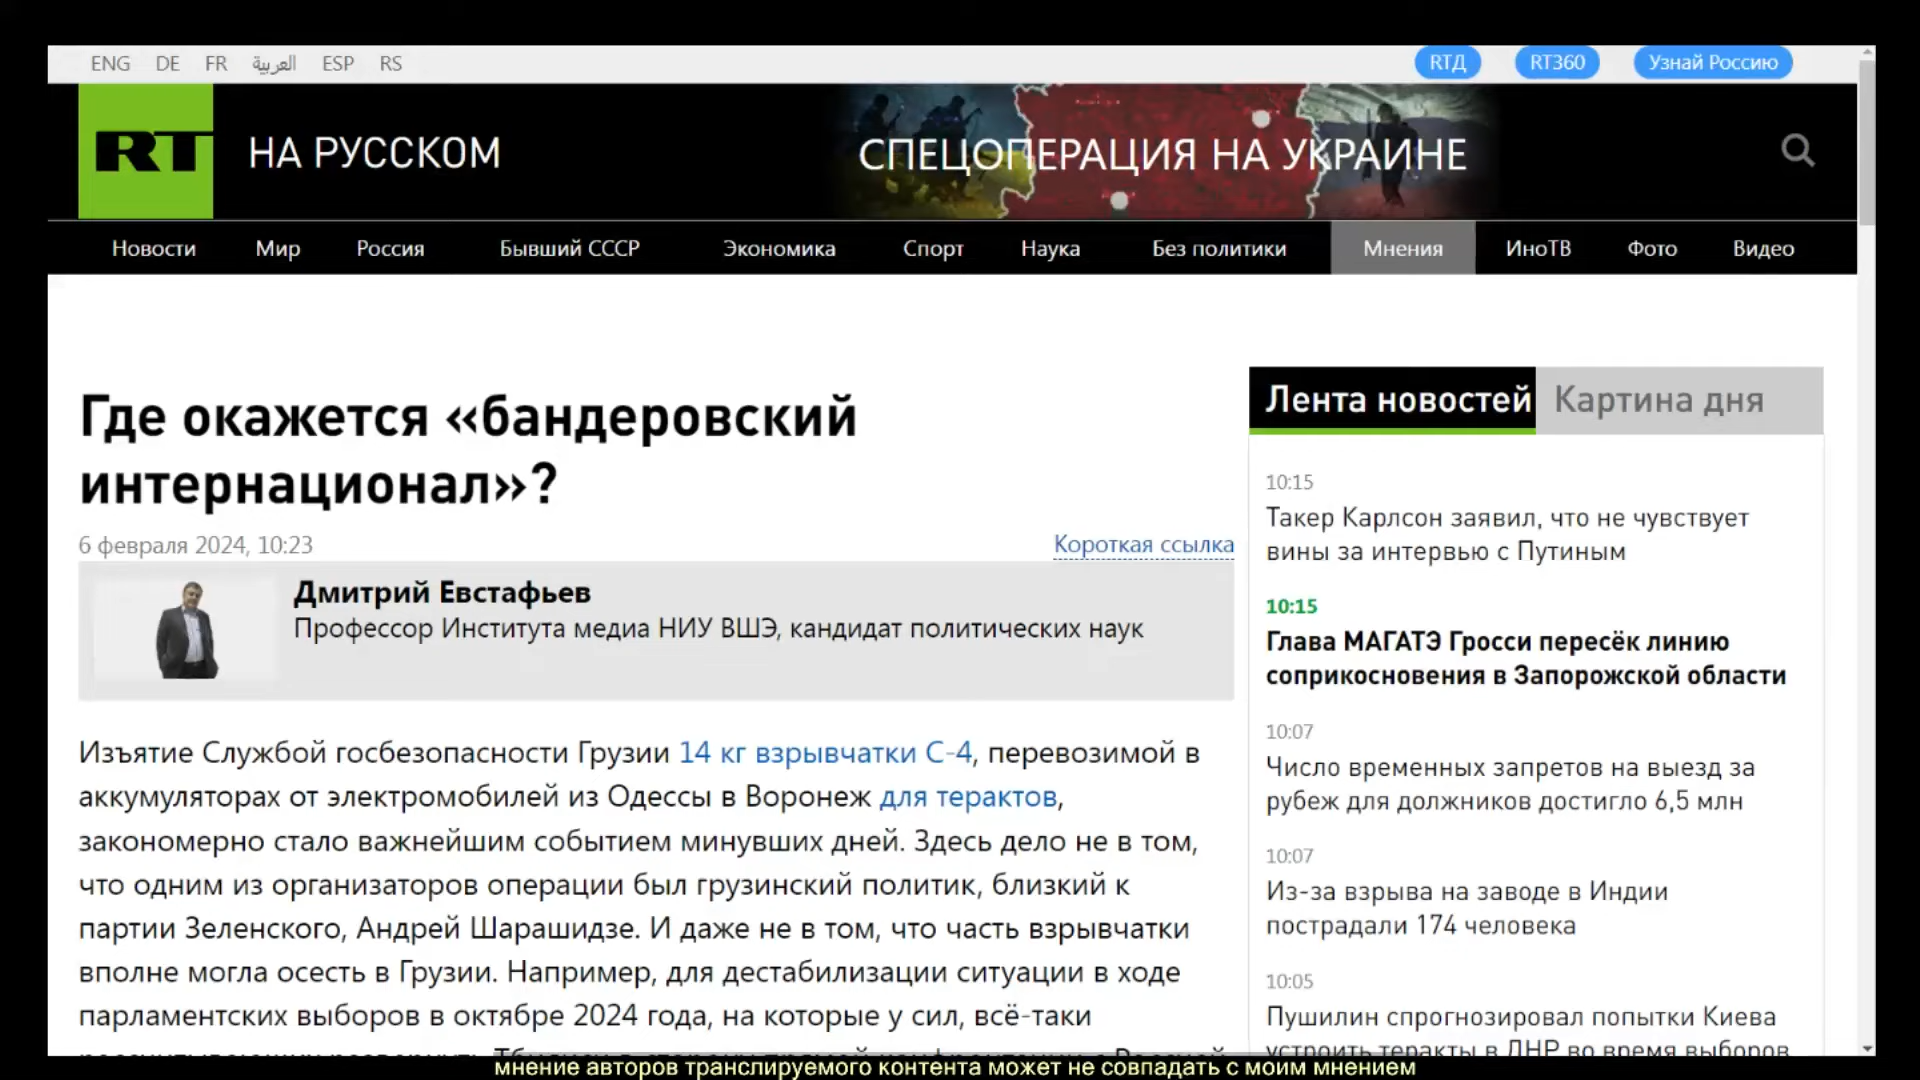 ENG DE FR العربية ESP RS
RTД RT360 Узнай Россию
RT НА РУССКОМ
СПЕЦОПЕРАЦИЯ НА УКРАИНЕ
Новости Мир Россия Бывший СССР Экономика Спорт Наука Без политики Мнения ИноТВ Фото Видео
Где окажется «бандеровский
интернационал»?
6 февраля 2024, 10:23
Короткая ссылка
Дмитрий Евстафьев
Профессор Института медиа НИУ ВШЭ, кандидат политических наук
Изъятие Службой госбезопасности Грузии 14 кг взрывчатки С-4, перевозимой в
аккумуляторах от электромобилей из Одессы в Воронеж для терактов,
закономерно стало важнейшим событием минувших дней. Здесь дело не в том,
что одним из организаторов операции был грузинский политик, близкий к
партии Зеленского, Андрей Шарашидзе. И даже не в том, что часть взрывчатки
вполне могла осесть в Грузии. Например, для дестабилизации ситуации в ходе
парламентских выборов в октябре 2024 года, на которые у сил, всё-таки
Лента новостей Картина дня
10:15
Такер Карлсон заявил, что не чувствует
вины за интервью с Путиным
10:15
Глава МАГАТЭ Гросси пересёк линию
соприкосновения в Запорожской области
10:07
Число временных запретов на выезд за
рубеж для должников достигло 6,5 млн
10:07
Из-за взрыва на заводе в Индии
пострадали 174 человека
10:05
Пушилин спрогнозировал попытки Киева
устроить теракты в ДНР во время выборов
мнение авторов транслируемого контента может не совпадать с моим мнением